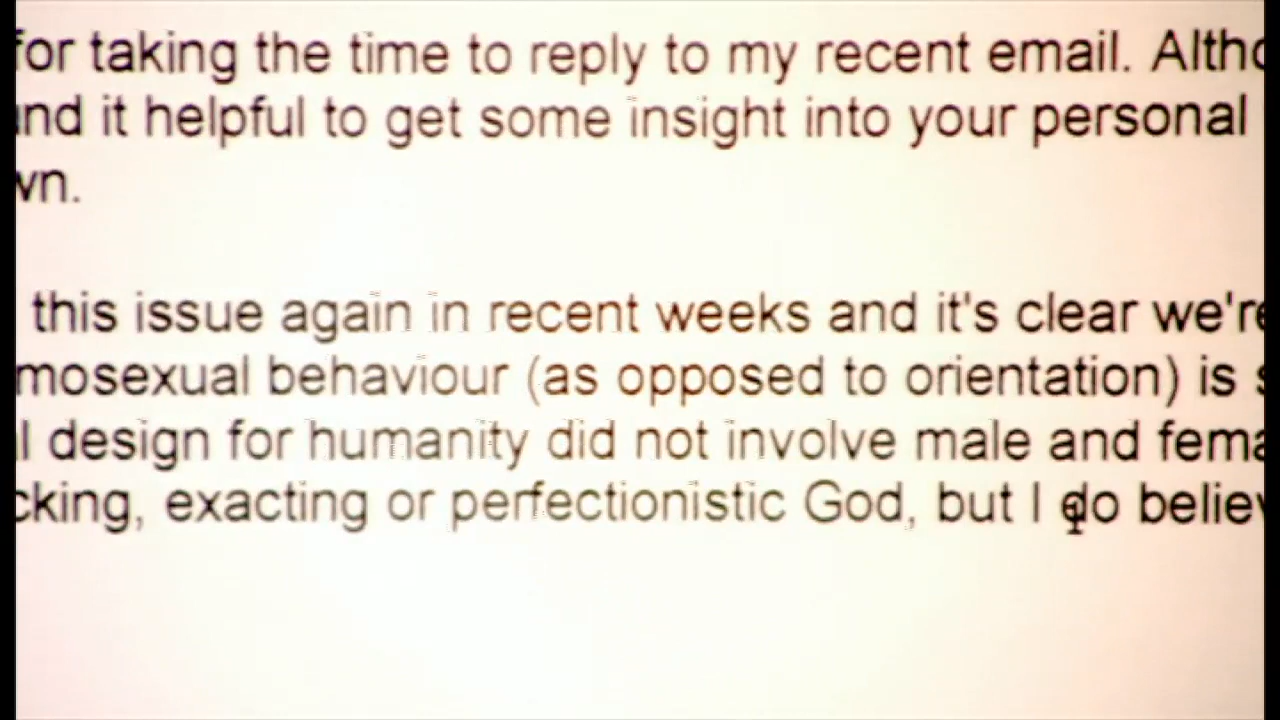 for taking the time to reply to my recent email. Altho
und it helpful to get some insight into your personal
wn.
this issue again in recent weeks and it's clear we're
mosexual behaviour (as opposed to orientation) is s
l design for humanity did not involve male and fema
cking, exacting or perfectionistic God, but I do believ